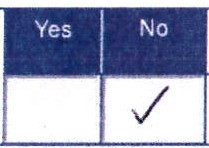 Yes No
✓